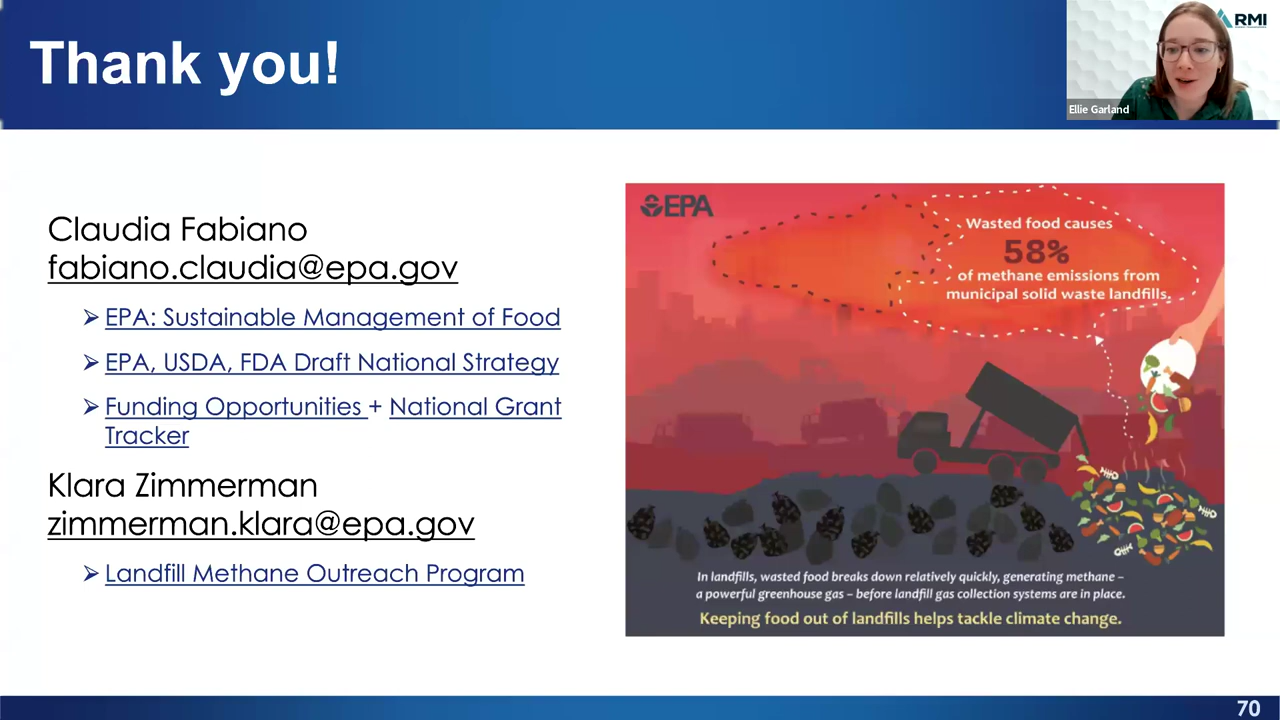 Thank you!
RMI
Ellie Garland
Claudia Fabiano
fabiano.claudia@epa.gov
➢ EPA: Sustainable Management of Food
➢ EPA, USDA, FDA Draft National Strategy
➢ Funding Opportunities + National Grant
Tracker
Klara Zimmerman
zimmerman.klara@epa.gov
➢ Landfill Methane Outreach Program
EPA
Wasted food causes
58%
of methane emissions from
municipal solid waste landfills.
In landfills, wasted food breaks down relatively quickly, generating methane –
a powerful greenhouse gas – before landfill gas collection systems are in place.
Keeping food out of landfills helps tackle climate change.
70